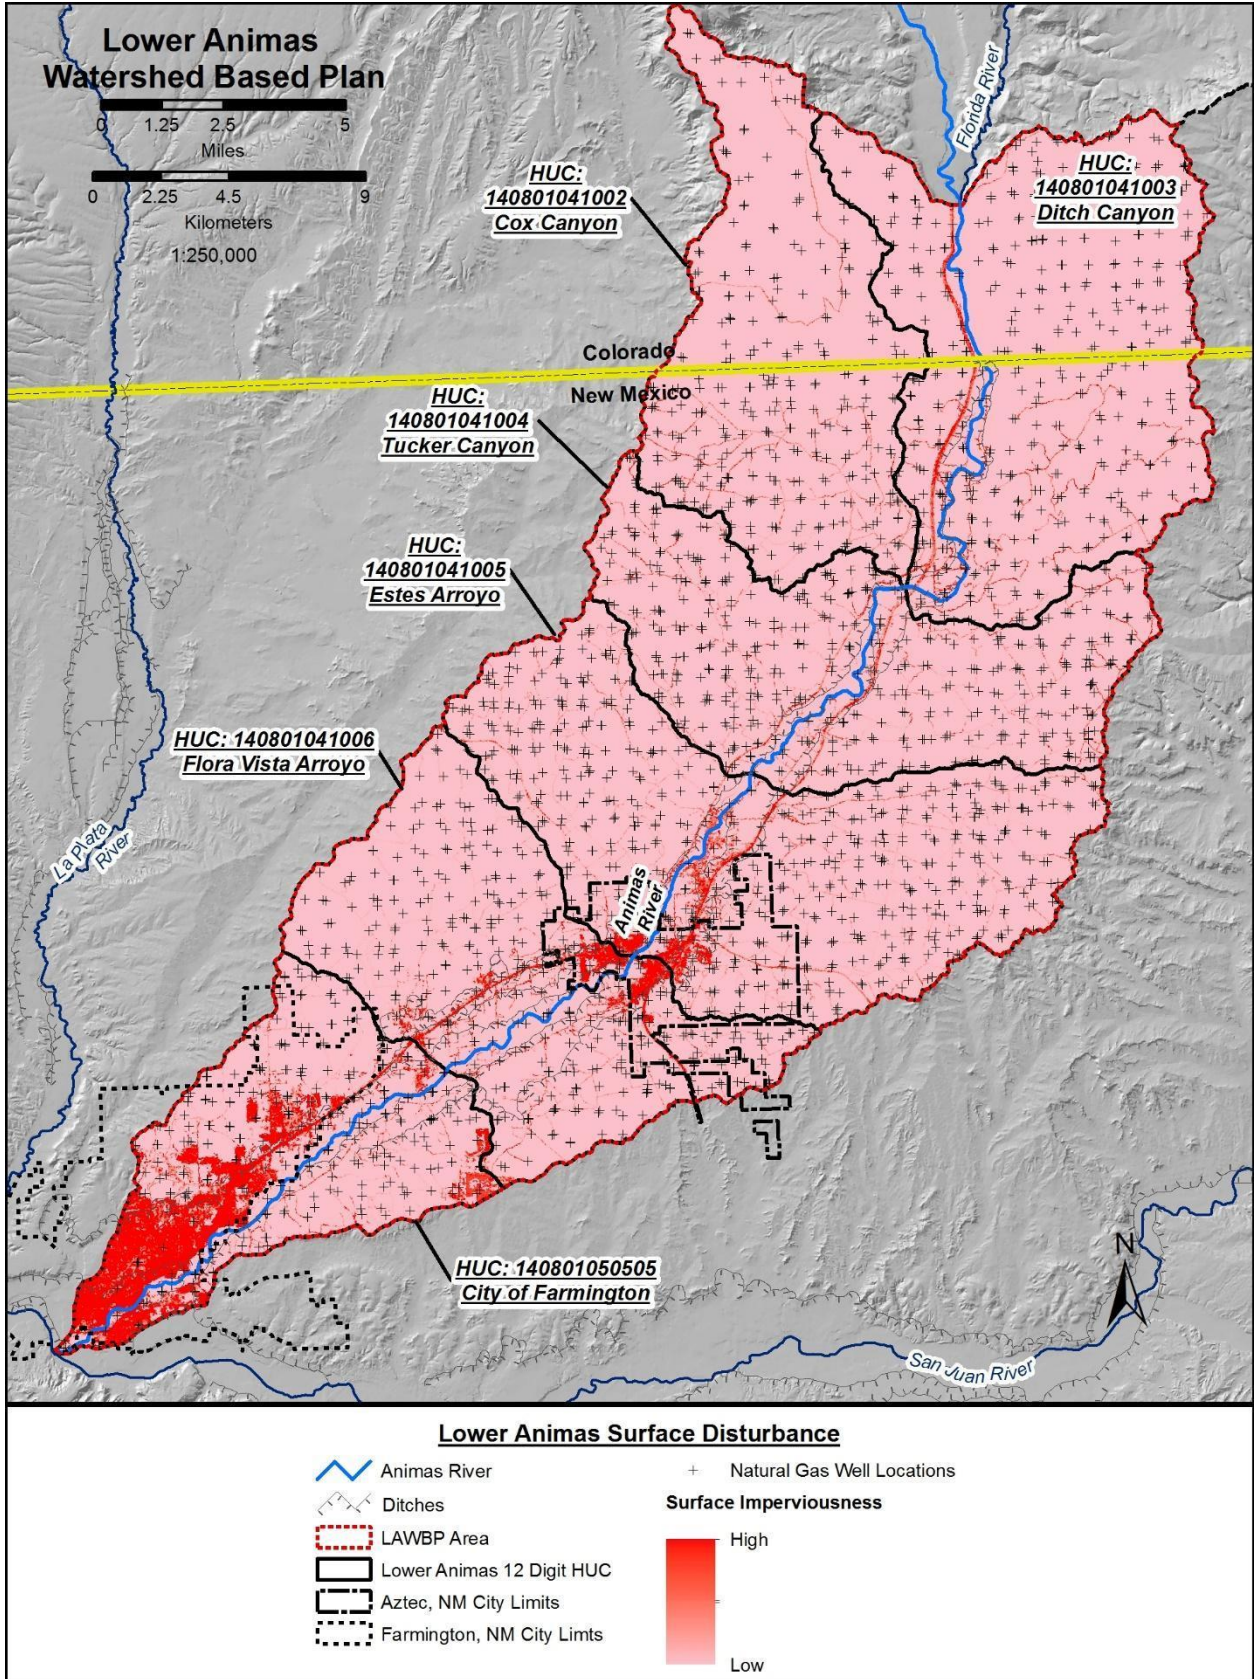 Lower Animas
Watershed Based Plan
0 1.25 2.5 5
Miles
0 2.25 4.5 9
Kilometers
1:250,000
Florida River
HUC:
140801041003
Ditch Canyon
HUC:
140801041002
Cox Canyon
Colorado
New Mexico
HUC:
140801041004
Tucker Canyon
HUC:
140801041005
Estes Arroyo
HUC: 140801041006
Flora Vista Arroyo
La Plata
River
Animas
River
HUC: 140801050505
City of Farmington
N
San Juan River
Lower Animas Surface Disturbance
Animas River
Ditches
LAWBP Area
Lower Animas 12 Digit HUC
Aztec, NM City Limits
Farmington, NM City Limts
Natural Gas Well Locations
Surface Imperviousness
High
Low